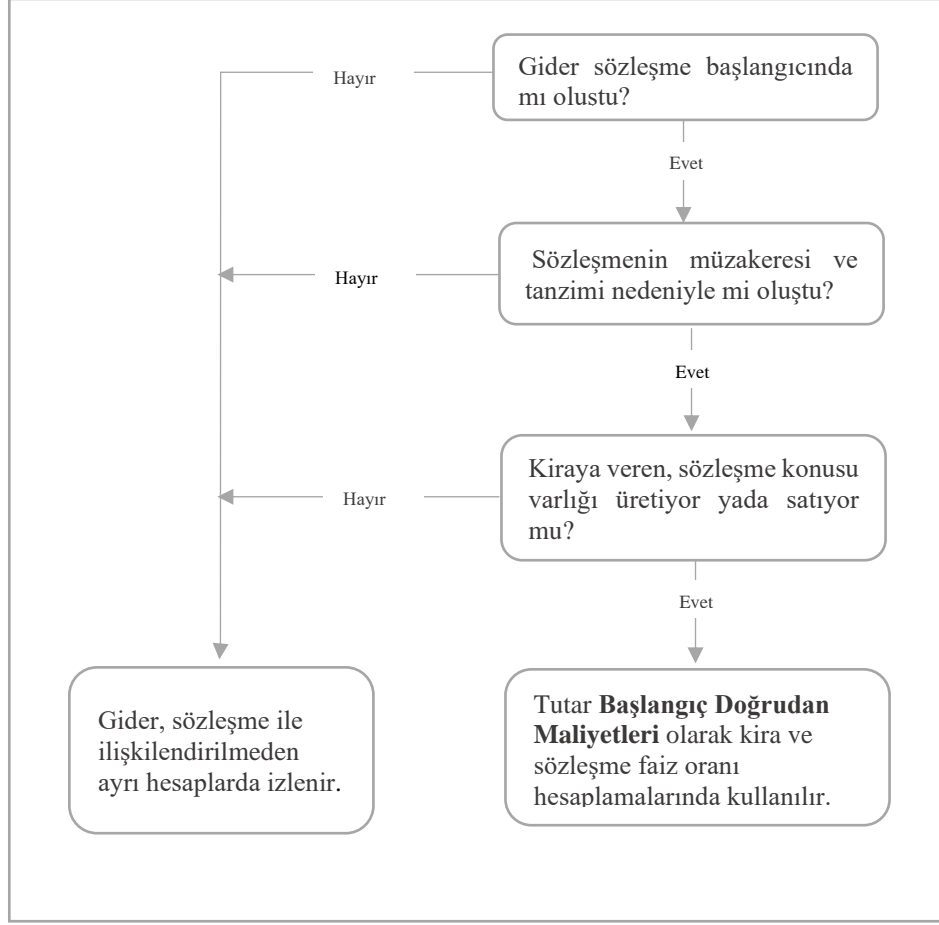 Gider sözleşme başlangıcında
mı olustu?
Hayır
Evet
Sözleşmenin müzakeresi ve
tanzimi nedeniyle mi oluştu?
Hayır
Evet
Kiraya veren, sözleşme konusu
varlığı üretiyor yada satıyor
mu?
Hayır
Evet
Gider, sözleşme ile
ilişkilendirilmeden
ayrı hesaplarda izlenir.
Tutar Başlangıç Doğrudan
Maliyetleri olarak kira ve
sözleşme faiz oranı
hesaplamalarında kullanılır.